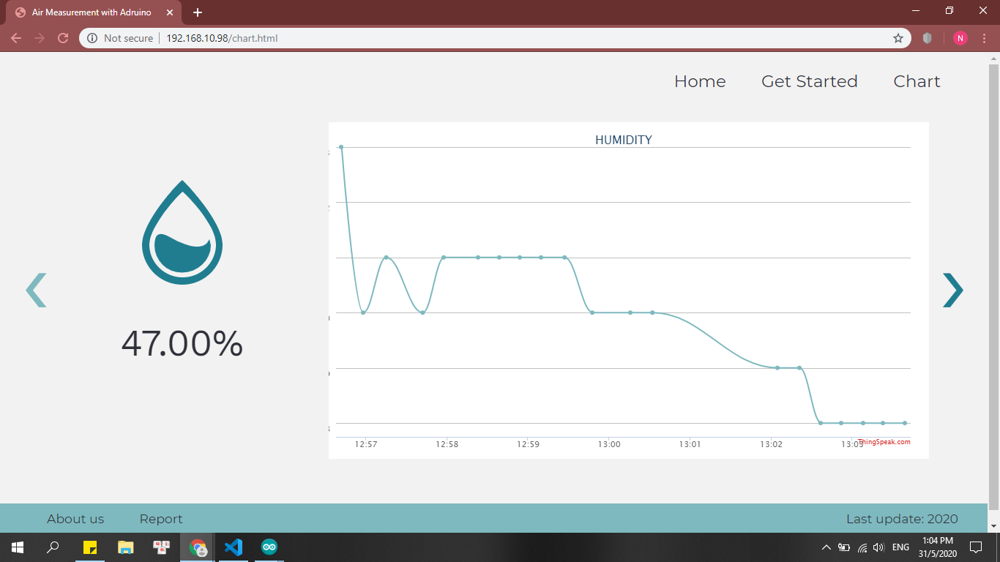 Air Measurement with Adruino
Not secure
192.168.10.98/chart.html
N
Home
Get Started
Chart
HUMIDITY
47.00%
12:57
12:58
12:59
13:00
13:01
13:02
13:03
ThingSpeak.com
About us
Report
Last update: 2020
ENG
1:04 PM
31/5/2020